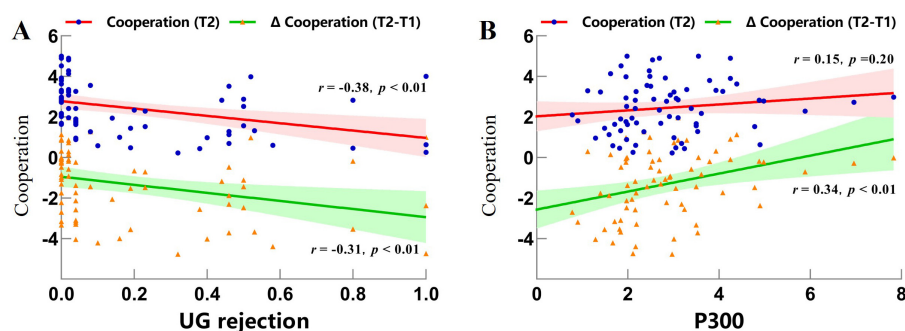 A
Cooperation (T2) Δ Cooperation (T2-T1)
6
4
2
0
-2
-4
Cooperation
r = -0.38, p < 0.01
r = -0.31, p < 0.01
0.0 0.2 0.4 0.6 0.8 1.0
UG rejection
B
Cooperation (T2) Δ Cooperation (T2-T1)
6
4
2
0
-2
-4
Cooperation
r = 0.15, p =0.20
r = 0.34, p < 0.01
0 2 4 6 8
P300